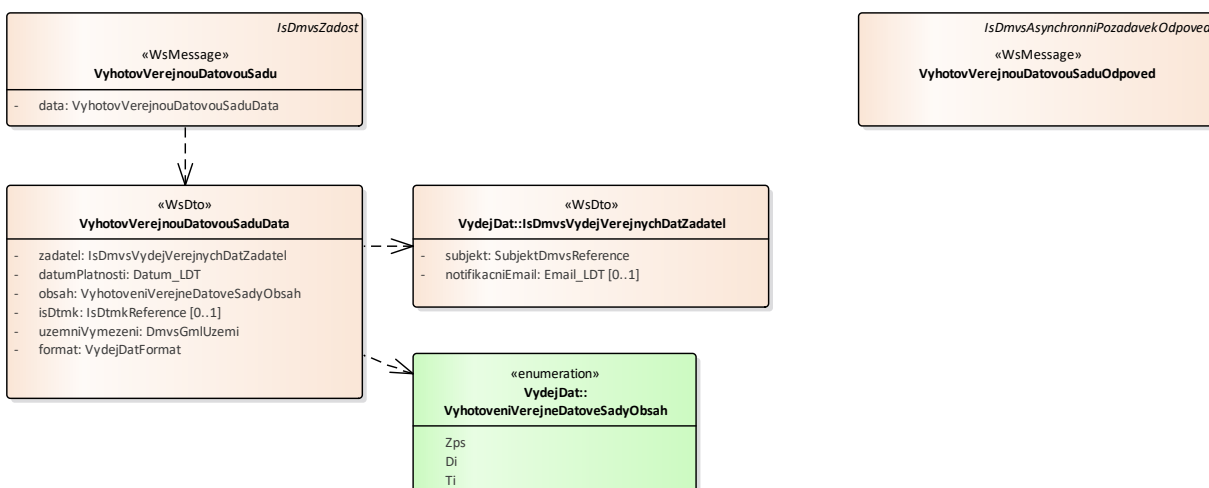 IsDmvsZadost
«WsMessage»
VyhotovVerejnouDatovouSadu
- data: VyhotovVerejnouDatovouSaduData
IsDmvsAsynchronniPozadavekOdpoved
«WsMessage»
VyhotovVerejnouDatovouSaduOdpoved
«WsDto»
VyhotovVerejnouDatovouSaduData
- zadatel: IsDmvsVydejVerejnychDatZadatel
- datumPlatnosti: Datum_LDT
- obsah: VyhotoveniVerejneDatoveSadyObsah
- isDtmk: IsDtmkReference [0..1]
- uzemniVymezeni: DmvsGmlUzemi
- format: VydejDatFormat
«WsDto»
VydejDat::IsDmvsVydejVerejnychDatZadatel
- subjekt: SubjektDmvsReference
- notifikacniEmail: Email_LDT [0..1]
«enumeration»
VydejDat::
VyhotoveniVerejneDatoveSadyObsah
Zps
Di
Ti